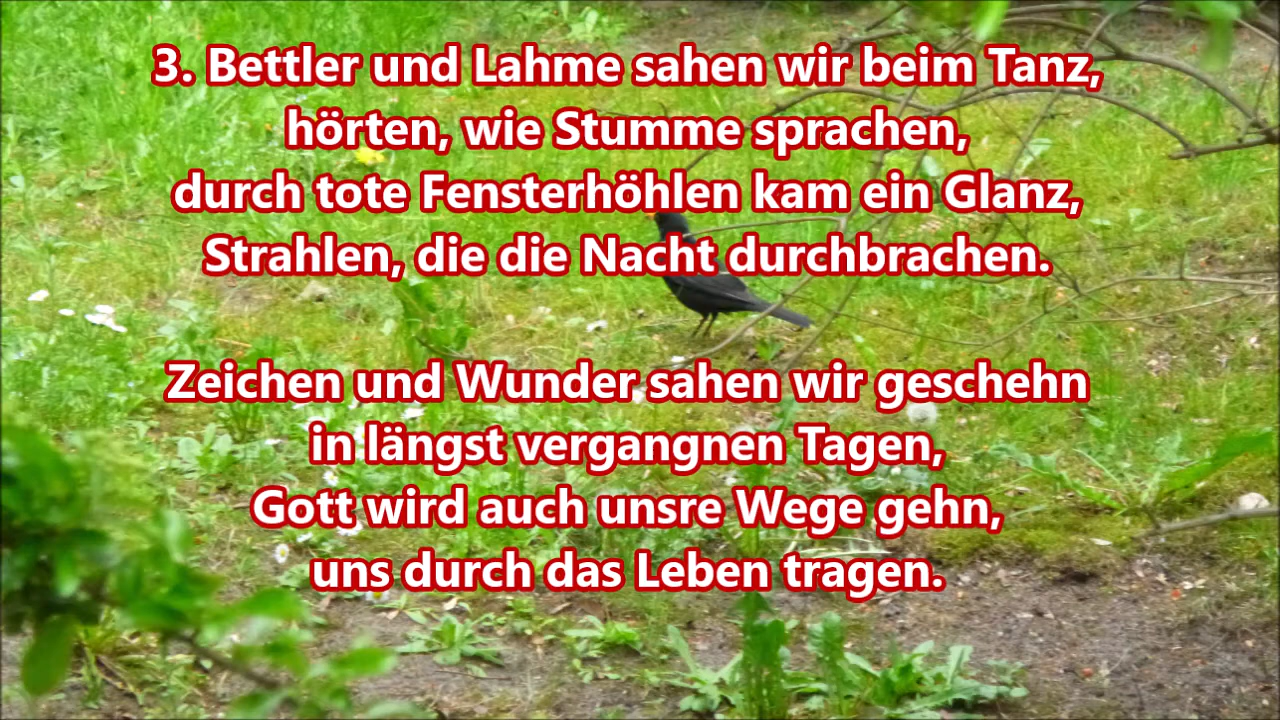 3. Bettler und Lahme sahen wir beim Tanz,
hörten, wie Stumme sprachen,
durch tote Fensterhöhlen kam ein Glanz,
Strahlen, die die Nacht durchbrachen.
Zeichen und Wunder sahen wir geschehn
in längst vergangnen Tagen,
Gott wird auch unsre Wege gehn,
uns durch das Leben tragen.